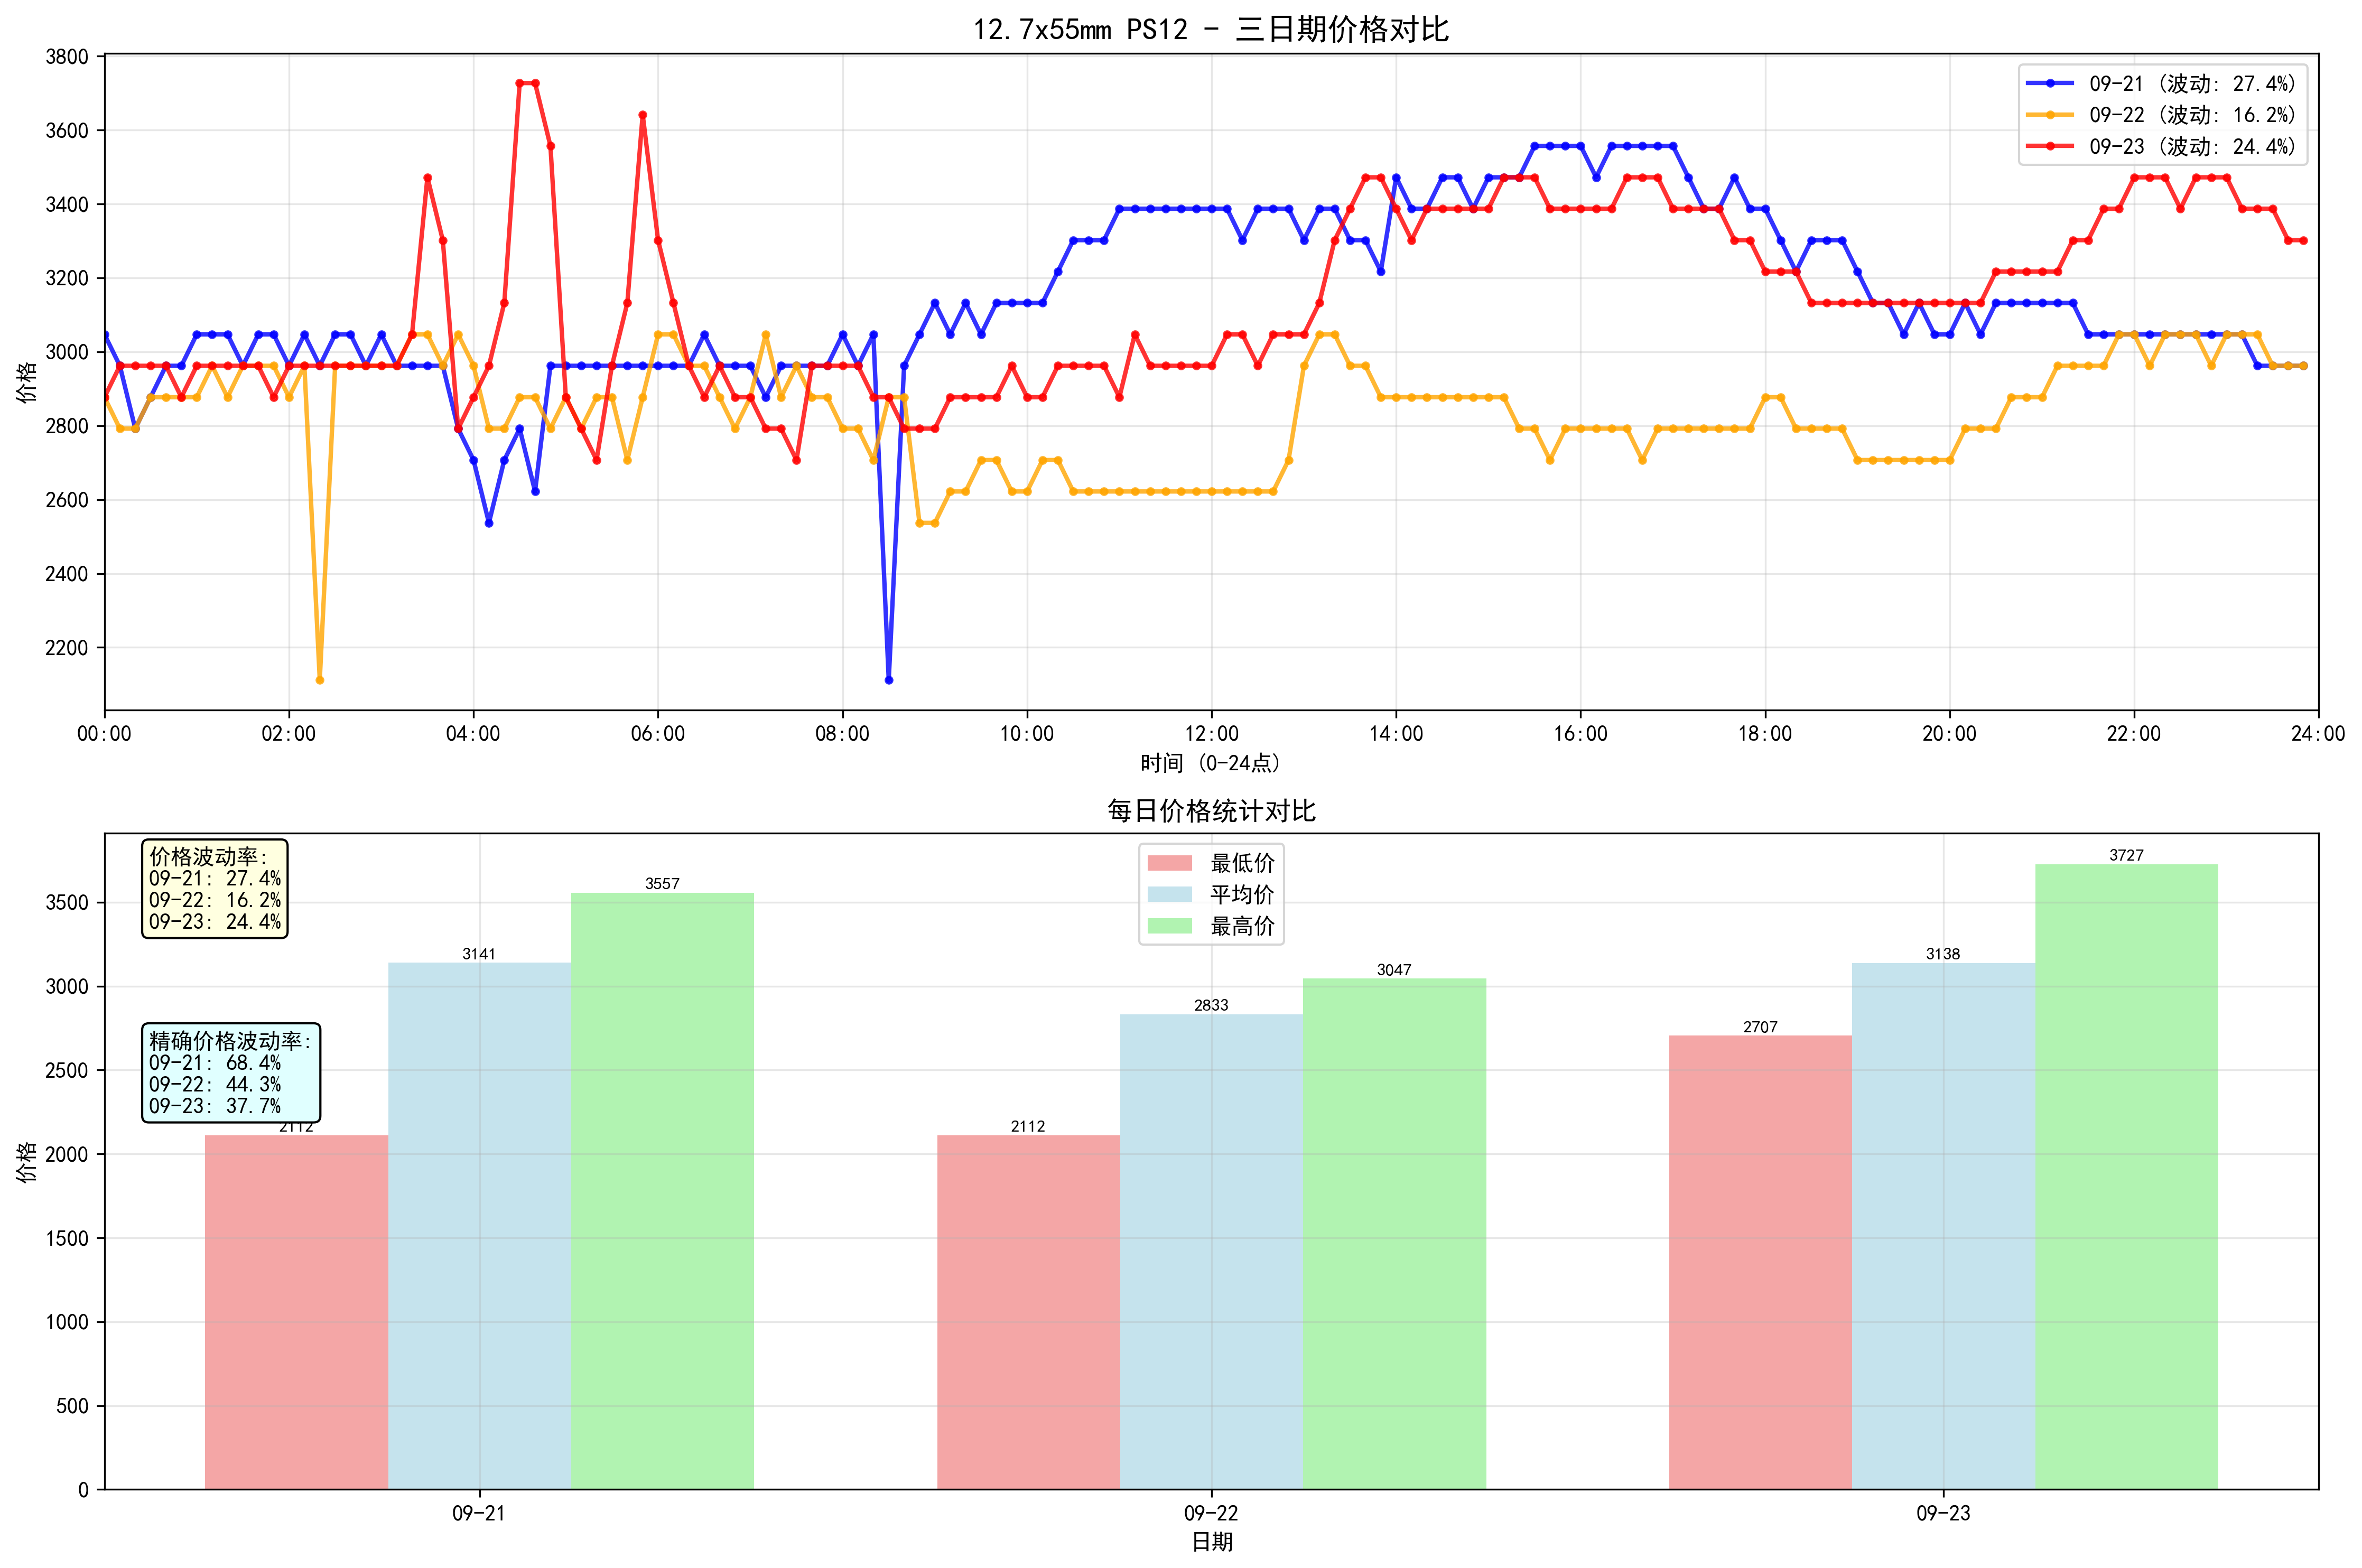 12.7x55mm PS12 - 三日期价格对比
3800
3600
3400
3200
3000
2800
2600
2400
2200
价格
09-21 (波动: 27.4%)
09-22 (波动: 16.2%)
09-23 (波动: 24.4%)
00:00 02:00 04:00 06:00 08:00 10:00 12:00 14:00 16:00 18:00 20:00 22:00 24:00
时间 (0-24点)
每日价格统计对比
3500
3000
2500
2000
1500
1000
500
0
价格
价格波动率:
09-21: 27.4%
09-22: 16.2%
09-23: 24.4%
精确价格波动率:
09-21: 68.4%
09-22: 44.3%
09-23: 37.7%
最低价
平均价
最高价
2112 3141 3557
2112 2833 3047
2707 3138 3727
09-21 09-22 09-23
日期